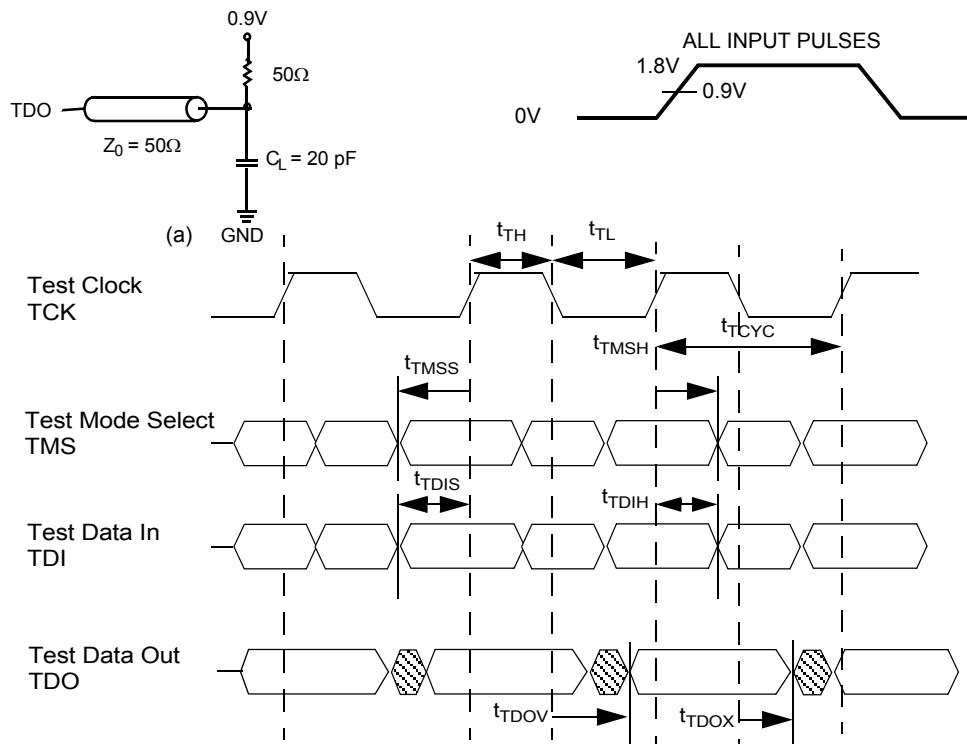 0.9V
50Ω
TDO
Z0 = 50Ω
CL = 20 pF
(a)
GND
ALL INPUT PULSES
1.8V
0.9V
0V
tTH
tTL
Test Clock
TCK
tTCYC
tTMSH
tTMSS
Test Mode Select
TMS
tTDIS
tTDIH
Test Data In
TDI
Test Data Out
TDO
tTDOV
tTDOX